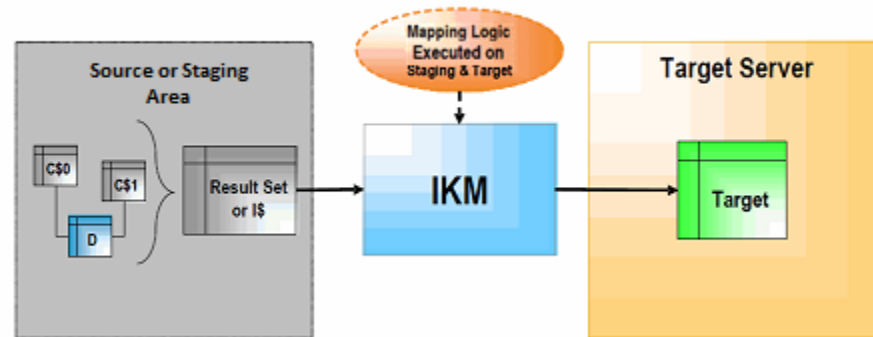 Mapping Logic
Executed on
Staging & Target
Source or Staging
Area
Target Server
C$0
C$1
D
Result Set
or I$
IKM
Target